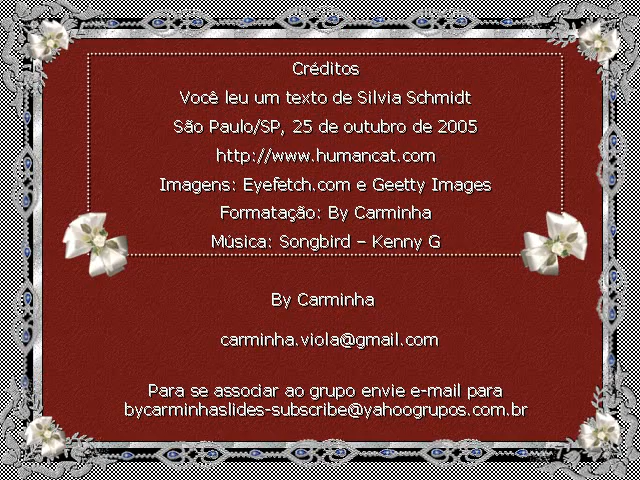 Créditos
Você leu um texto de Silvia Schmidt
São Paulo/SP, 25 de outubro de 2005
http://www.humancat.com
Imagens: Eyefetch.com e Geetty Images
Formatação: By Carminha
Música: Songbird – Kenny G
By Carminha
carminha.viola@gmail.com
Para se associar ao grupo envie e-mail para
bycarminhaslides-subscribe@yahoogrupos.com.br